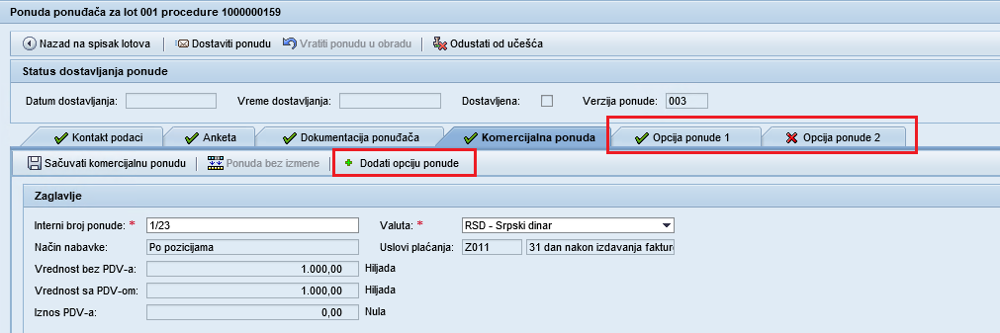 Ponuda ponuđača za lot 001 procedure 1000000159
Nazad na spisak lotova Dostaviti ponudu Vratiti ponudu u obradu Odustati od učešća
Status dostavljanja ponude
Datum dostavljanja: Vreme dostavljanja: Dostavljena: Verzija ponude: 003
Kontakt podaci Anketa Dokumentacija ponuđača Komercijalna ponuda Opcija ponude 1 Opcija ponude 2
Sačuvati komercijalnu ponudu Ponuda bez izmene Dodati opciju ponude
Zaglavlje
Interni broj ponude: * 1/23 Valuta: * RSD - Srpski dinar
Način nabavke: Po pozicijama Uslovi plaćanja: Z011 31 dan nakon izdavanja fakture
Vrednost bez PDV-a: 1.000,00 Hiljada
Vrednost sa PDV-om: 1.000,00 Hiljada
Iznos PDV-a: 0,00 Nula